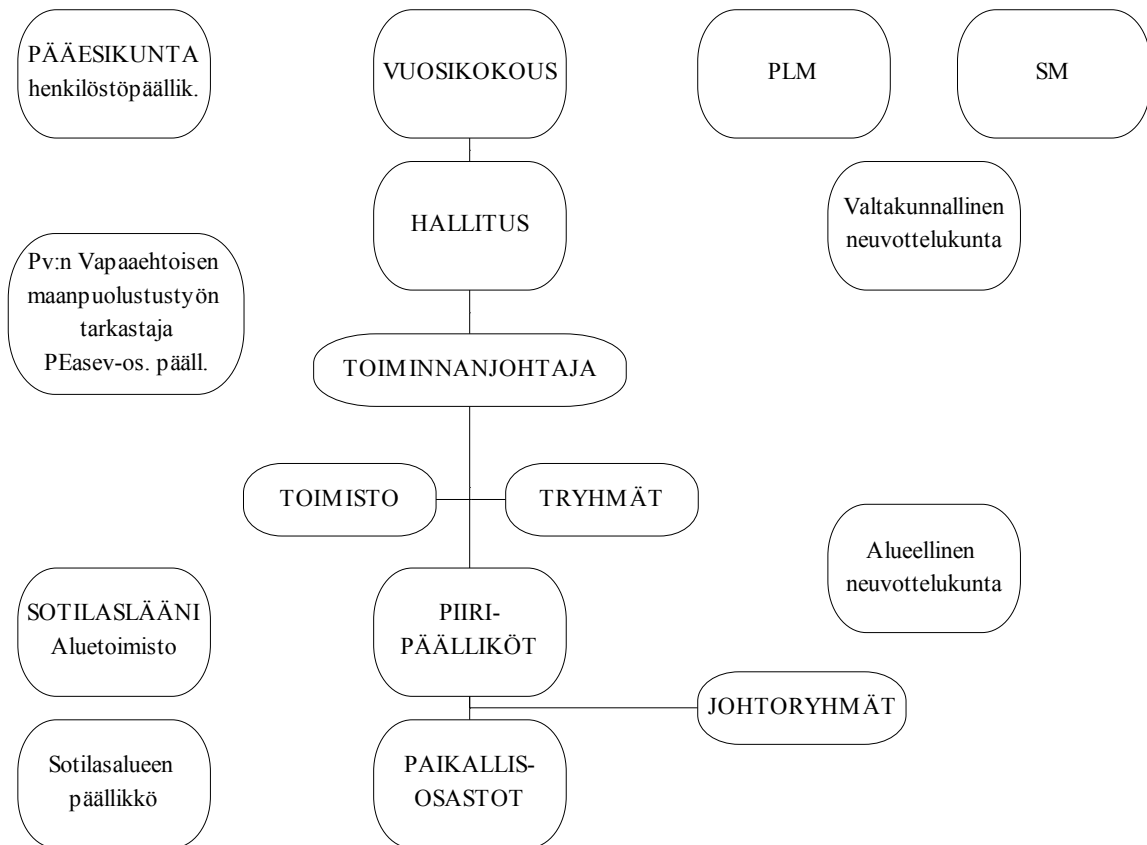 PÄÄESIKUNTA
henkilöstöpäällik.
VUOSIKOKOUS
PLM
SM
HALLITUS
Valtakunnallinen
neuvottelukunta
Pv:n Vapaaehtoisen
maanpuolustustyön
tarkastaja
PEasev-os. pääll.
TOIMINNANJOHTAJA
TOIMISTO
TRYHMÄT
Alueellinen
neuvottelukunta
SOTILASLÄÄNI
Aluetoimisto
PIIRI-
PÄÄLLIKÖT
JOHTORYHMÄT
Sotilasalueen
päällikkö
PAIKALLIS-
OSASTOT